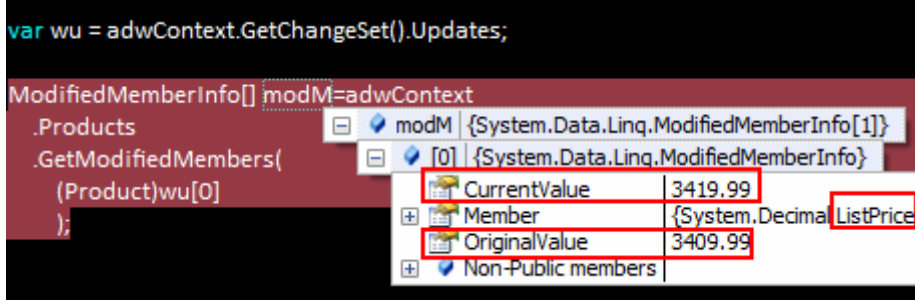 var wu = adwContext.GetChangeSet().Updates;
ModifiedMemberInfo[] modM=adwContext
.Products
modM {System.Data.Linq.ModifiedMemberInfo[1]}
.GetModifiedMembers(
[0] {System.Data.Linq.ModifiedMemberInfo}
(Product)wu[0]
CurrentValue 3419.99
);
Member {System.Decimal ListPrice
OriginalValue 3409.99
Non-Public members